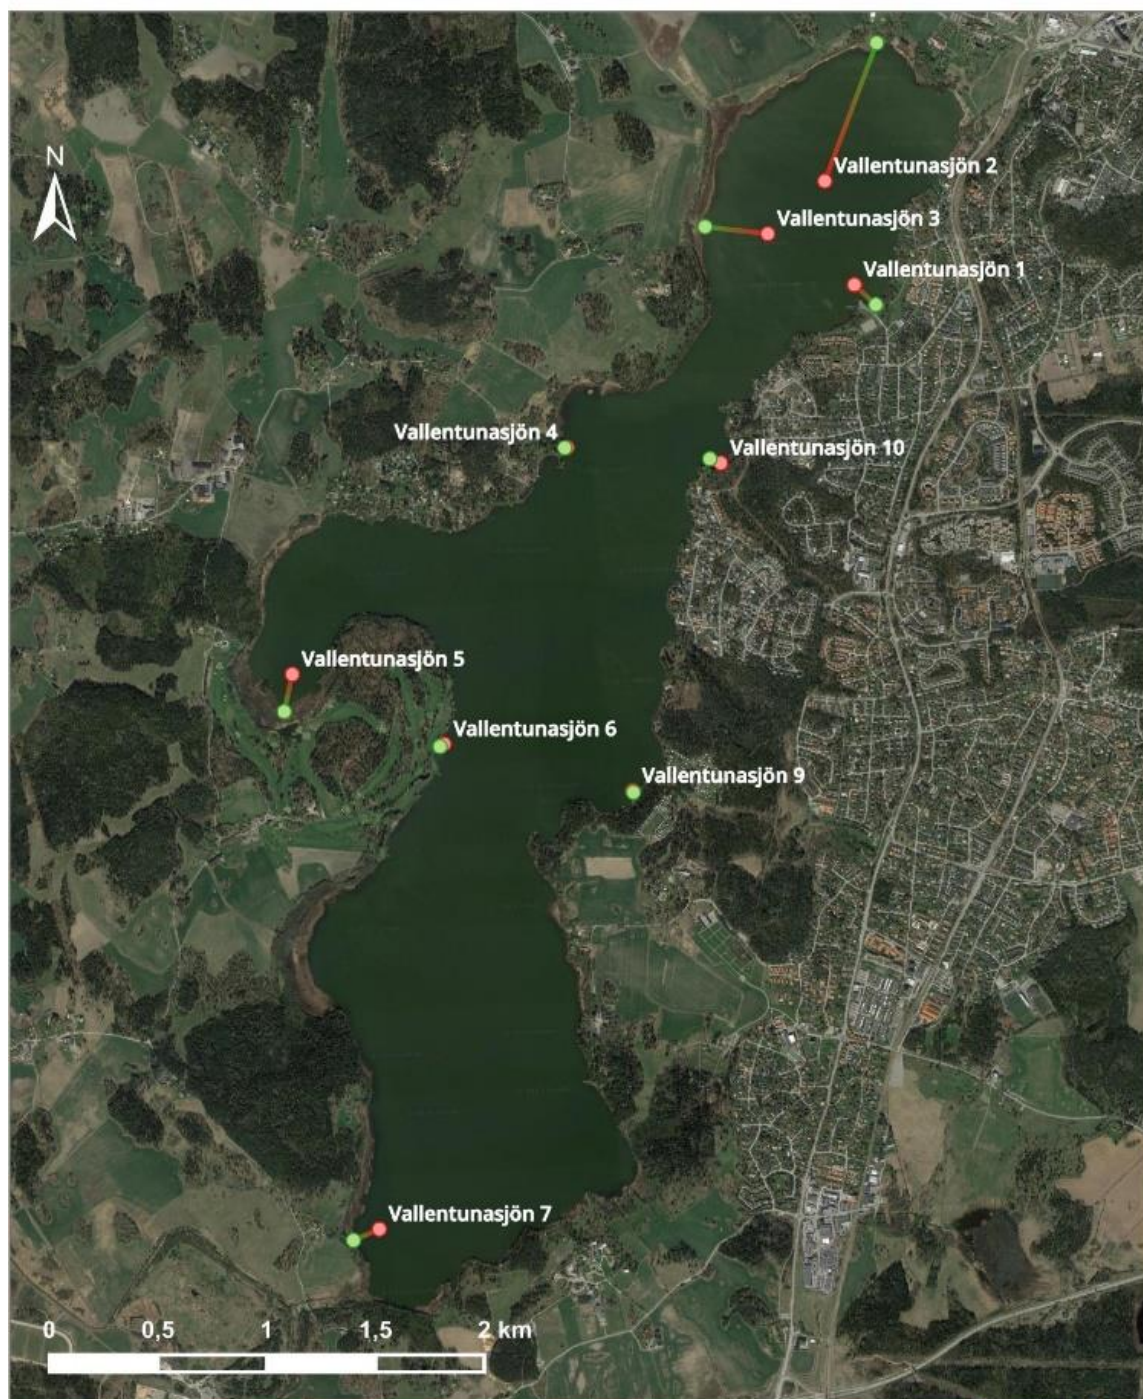 N
Vallentunasjön 2
Vallentunasjön 3
Vallentunasjön 1
Vallentunasjön 4
Vallentunasjön 10
Vallentunasjön 5
Vallentunasjön 6
Vallentunasjön 9
Vallentunasjön 7
0 0,5 1 1,5 2 km